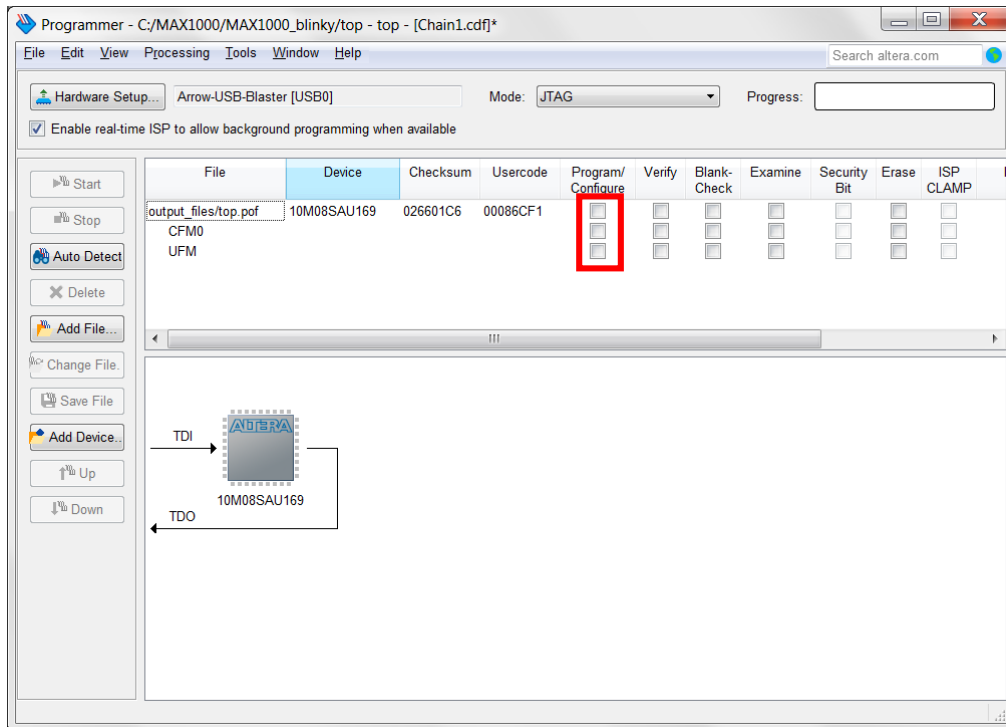 Programmer - C:/MAX1000/MAX1000_blinky/top - top - [Chain1.cdf]*
File Edit View Processing Tools Window Help
Search altera.com
Hardware Setup... Arrow-USB-Blaster [USB0] Mode: JTAG Progress:
Enable real-time ISP to allow background programming when available
File Device Checksum Usercode Program/ Verify Blank- Examine Security Erase ISP
Configure Check Bit CLAMP
output_files/top.pof 10M08SAU169 026601C6 00086CF1
CFM0
UFM
Start
Stop
Auto Detect
Delete
Add File...
Change File.
Save File
Add Device..
Up
Down
ALTERA
TDI
10M08SAU169
TDO